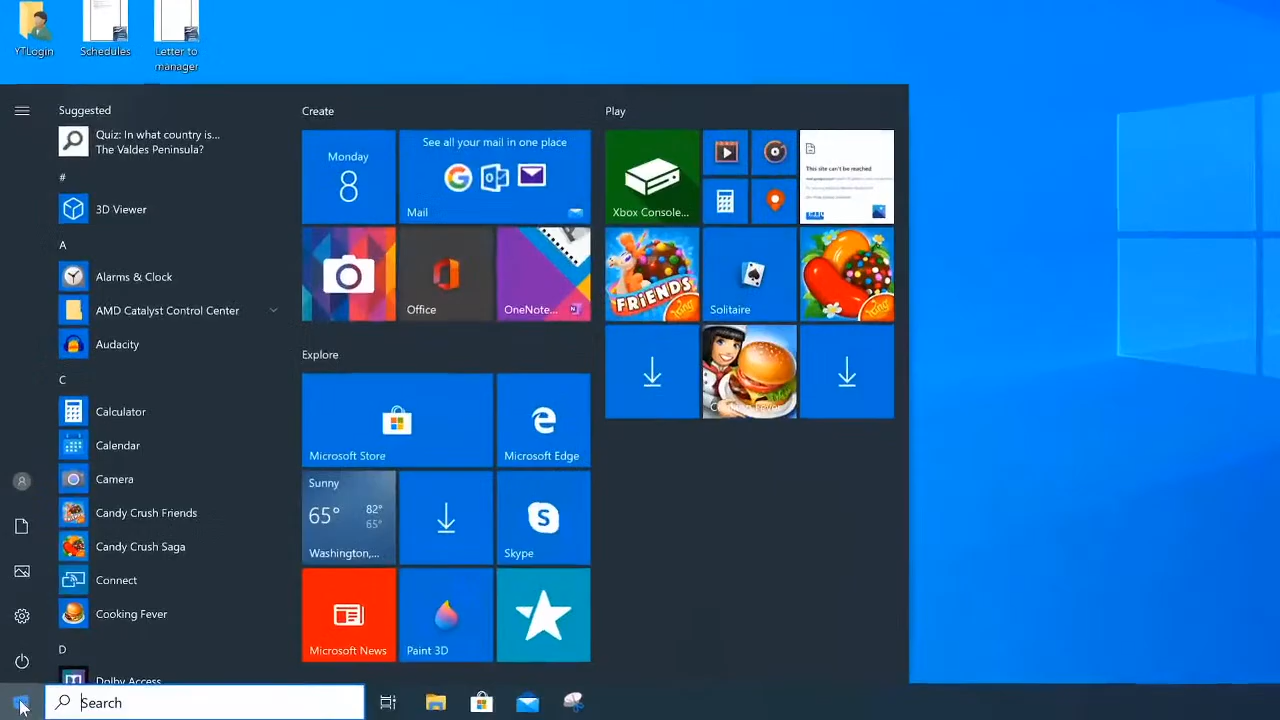 YTLogin
Schedules
Letter to
manager
Suggested
Quiz: In what country is...
The Valdes Peninsula?
#
3D Viewer
A
Alarms & Clock
AMD Catalyst Control Center
Audacity
C
Calculator
Calendar
Camera
Candy Crush Friends
Candy Crush Saga
Connect
Cooking Fever
D
Dolby Access
Search
Create
Monday
8
See all your mail in one place
Mail
Office
OneNote...
Explore
Microsoft Store
Microsoft Edge
Sunny
65°
82°
65°
Washington,...
Skype
Microsoft News
Paint 3D
Play
Xbox Console...
This site can't be reached
FRIENDS
King
Solitaire
King